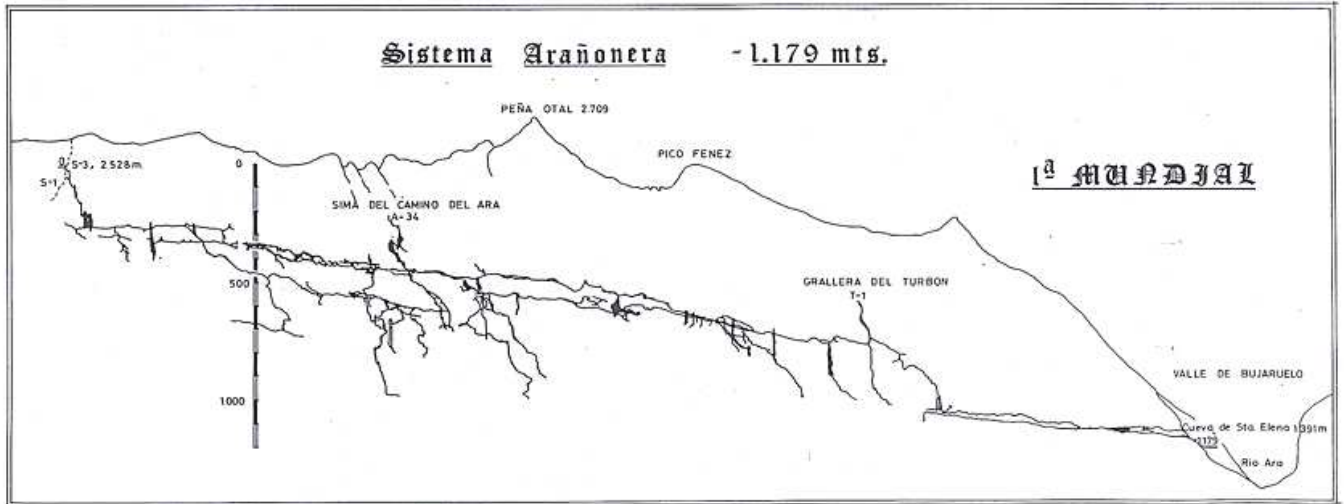 Sistema Arañonera -1.179 mts.
PEÑA OTAL 2.709
PICO FENEZ
1ª MUNDIAL
0
S-3, 2.528m
S-1
SIMA DEL CAMINO DEL ARA
A-34
500
GRALLERA DEL TURBON
T-1
1000
VALLE DE BUJARUELO
Cueva de Sta. Elena 1.391m
-1179
Rio Ara